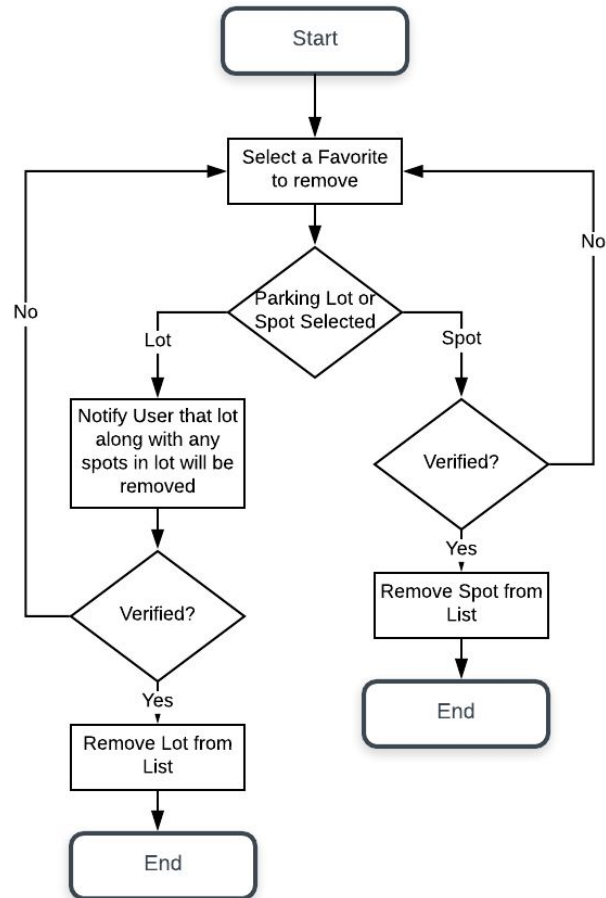 Start
Select a Favorite
to remove
Parking Lot or
Spot Selected
Lot
Spot
No
No
Notify User that lot
along with any
spots in lot will be
removed
Verified?
Yes
Remove Spot from
List
End
Verified?
Yes
Remove Lot from
List
End